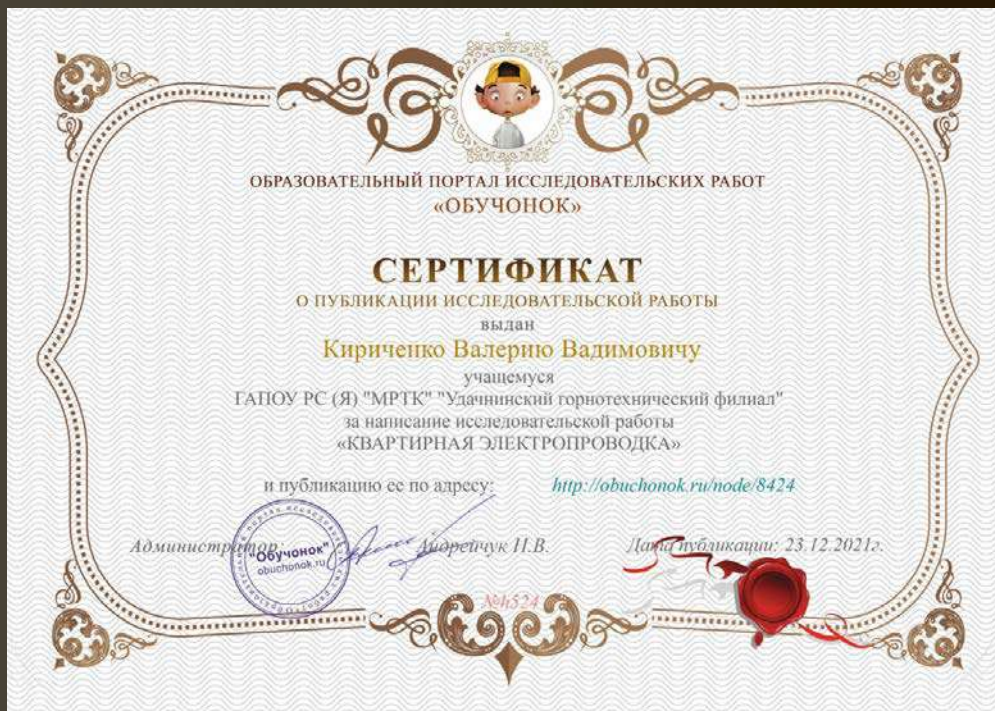 ОБРАЗОВАТЕЛЬНЫЙ ПОРТАЛ ИССЛЕДОВАТЕЛЬСКИХ РАБОТ
«ОБУЧОНОК»
СЕРТИФИКАТ
О ПУБЛИКАЦИИ ИССЛЕДОВАТЕЛЬСКОЙ РАБОТЫ
выдан
Кириченко Валерию Вадимовичу
учащемуся
ГАПОУ РС (Я) "МРТК" "Удачнинский горнотехнический филиал"
за написание исследовательской работы
«КВАРТИРНАЯ ЭЛЕКТРОПРОВОДКА»
и публикацию ее по адресу: http://obuchonok.ru/node/8424
Администратор: Андрейчук Н.В. Дата публикации: 23.12.2021г.
"Обучонок"
obuchonok.ru
№h524